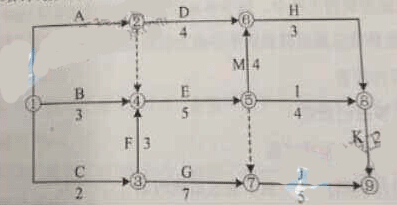 A D H
② ⑥
4 3
M 4
① B ④ E ⑤ I ⑧
3 5 4
F 3 K 2
C ③ G ⑦ J ⑨
2 7 5